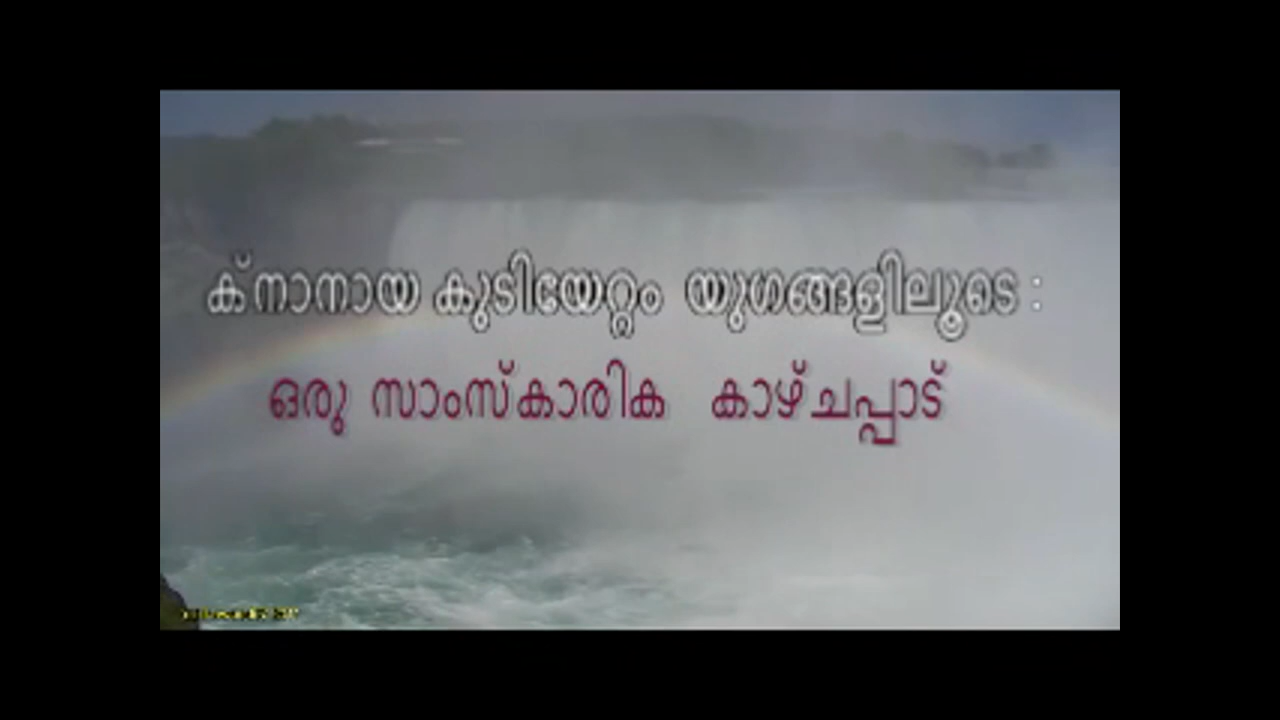 ക്നാനായ കുടിയേറ്റം യുഗങ്ങളിലൂടെ :
ഒരു സാംസ്കാരിക കാഴ്ചപ്പാട്